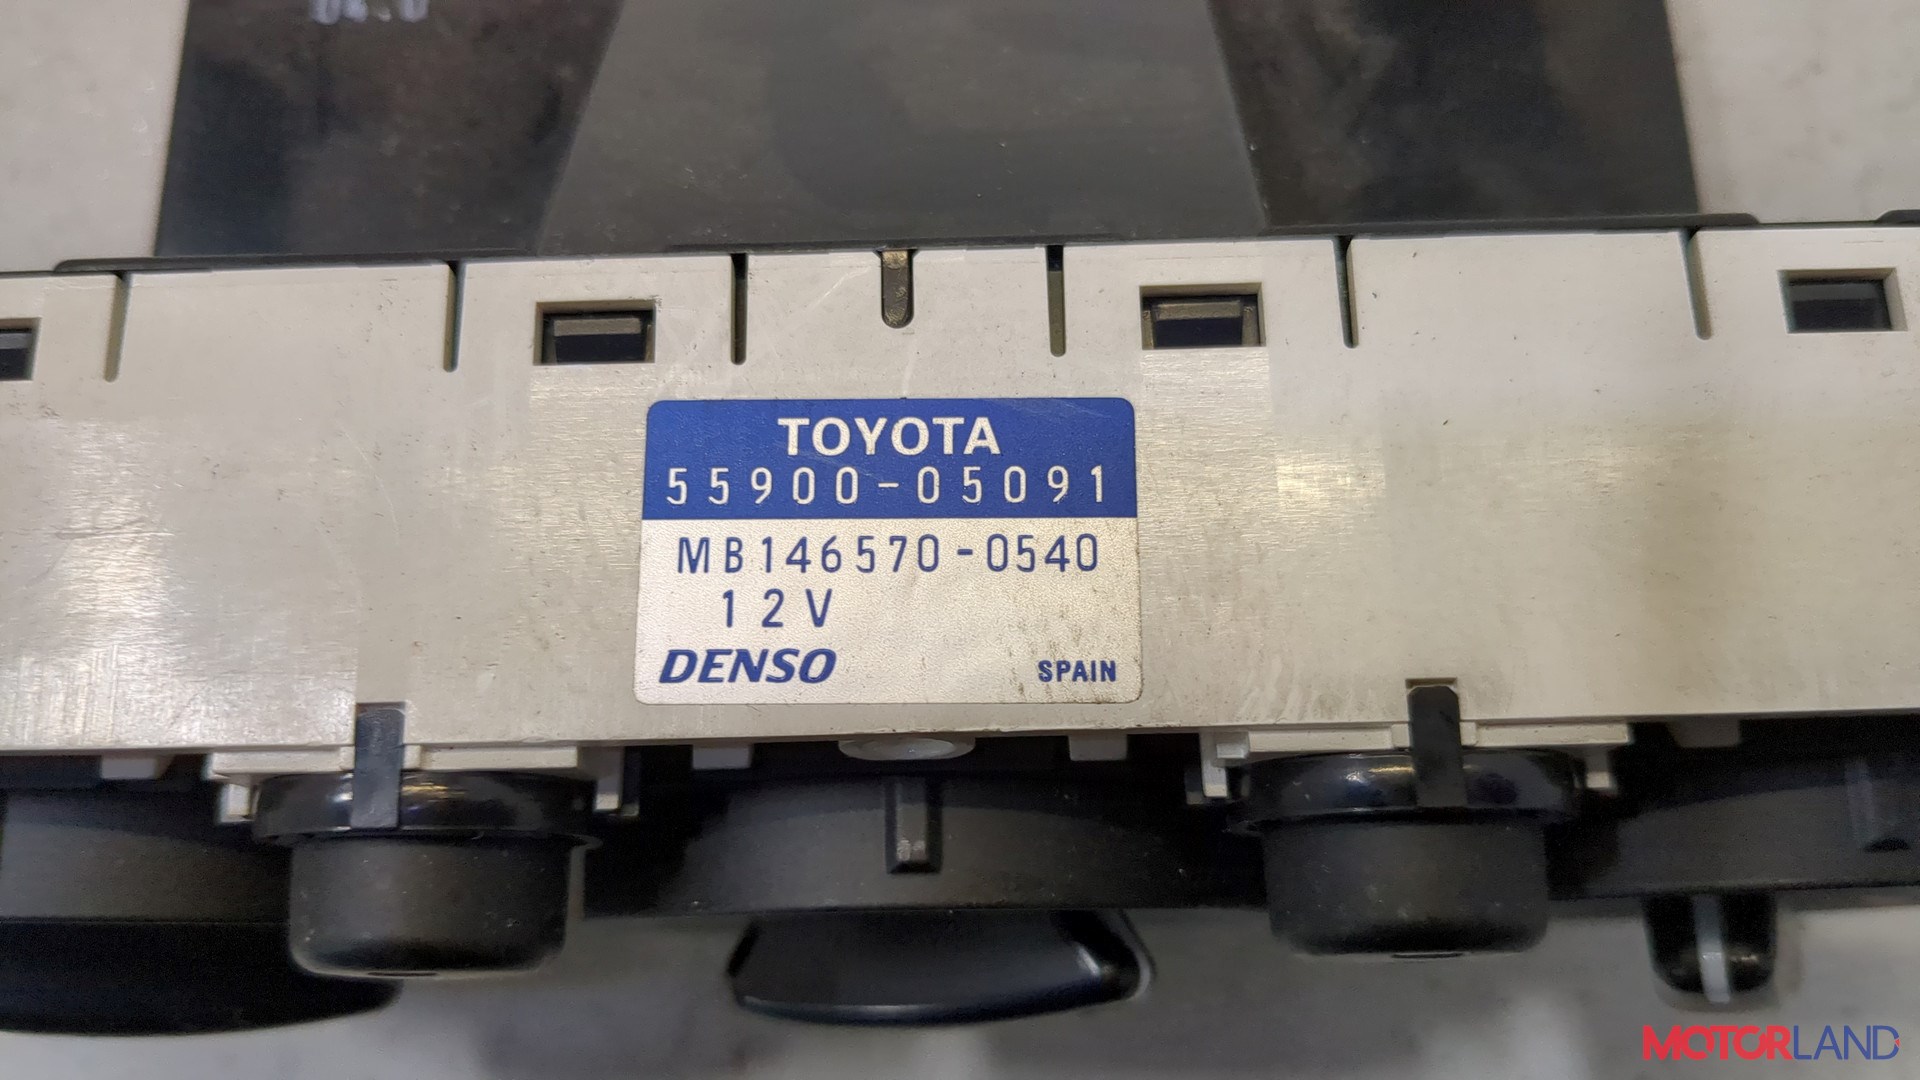 TOYOTA
55900-05091
MB146570-0540
12V
DENSO SPAIN
MOTORLAND